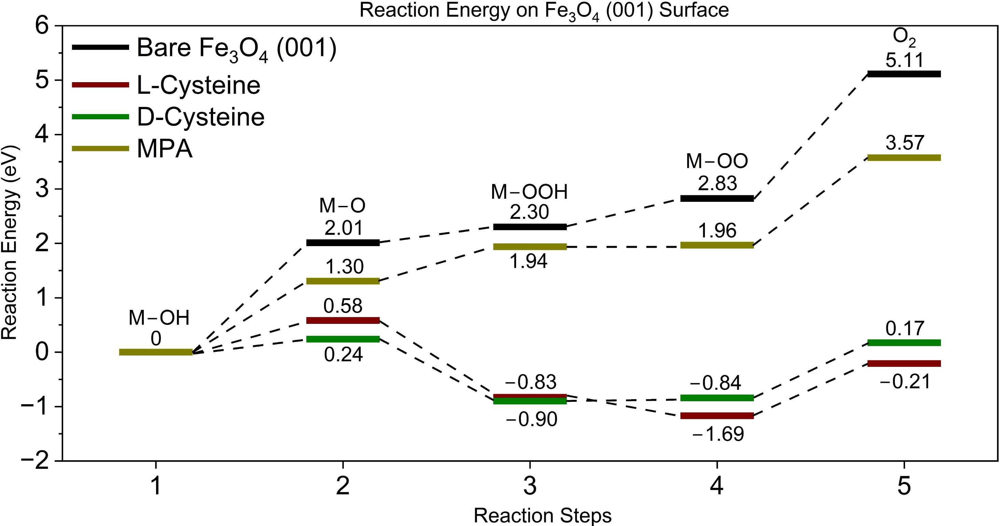 Reaction Energy on Fe₃O₄ (001) Surface
Reaction Energy (eV)
6
5
4
3
2
1
0
−1
−2
Bare Fe₃O₄ (001)
L-Cysteine
D-Cysteine
MPA
M−OH
0
M−O
2.01
1.30
0.58
0.24
M−OOH
2.30
1.94
−0.83
−0.90
M−OO
2.83
1.96
−0.84
−1.69
O₂
5.11
3.57
0.17
−0.21
1 2 3 4 5
Reaction Steps